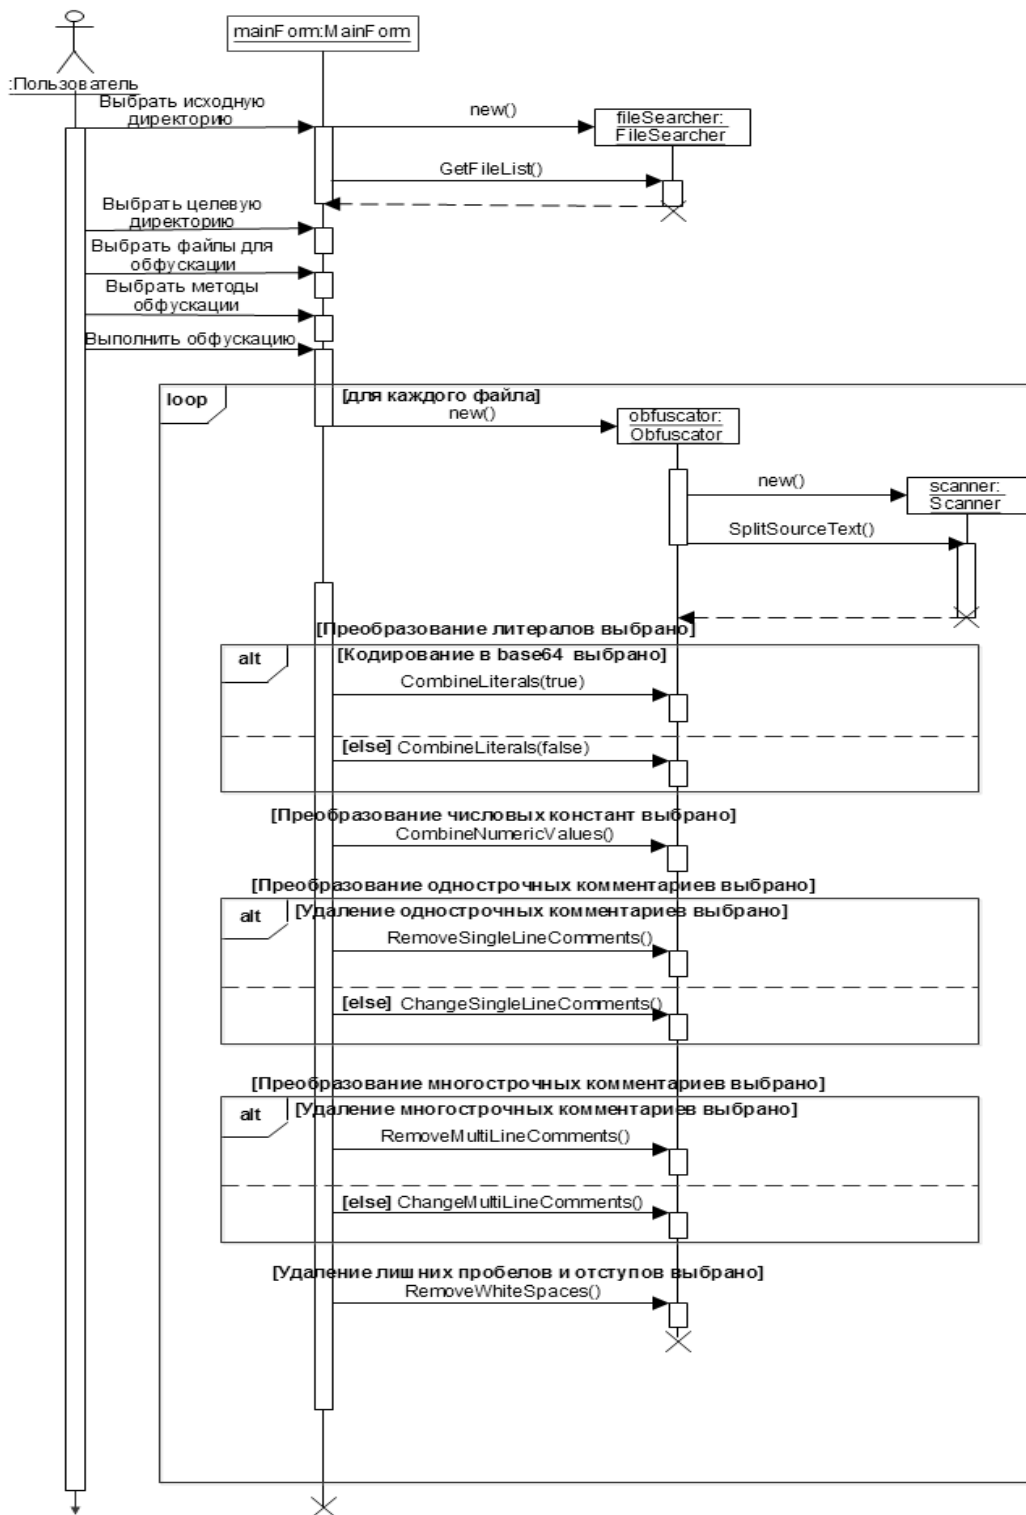 mainForm:MainForm
:Пользователь
Выбрать исходную
директорию
new()
fileSearcher:
FileSearcher
GetFileList()
Выбрать целевую
директорию
Выбрать файлы для
обфускации
Выбрать методы
обфускации
Выполнить обфускацию
loop
[для каждого файла]
new()
obfuscator:
Obfuscator
new()
scanner:
Scanner
SplitSourceText()
[Преобразование литералов выбрано]
alt
[Кодирование в base64 выбрано]
CombineLiterals(true)
[else] CombineLiterals(false)
[Преобразование числовых констант выбрано]
CombineNumericValues()
[Преобразование однострочных комментариев выбрано]
alt
[Удаление однострочных комментариев выбрано]
RemoveSingleLineComments()
[else] ChangeSingleLineComments()
[Преобразование многострочных комментариев выбрано]
alt
[Удаление многострочных комментариев выбрано]
RemoveMultiLineComments()
[else] ChangeMultiLineComments()
[Удаление лишних пробелов и отступов выбрано]
RemoveWhiteSpaces()